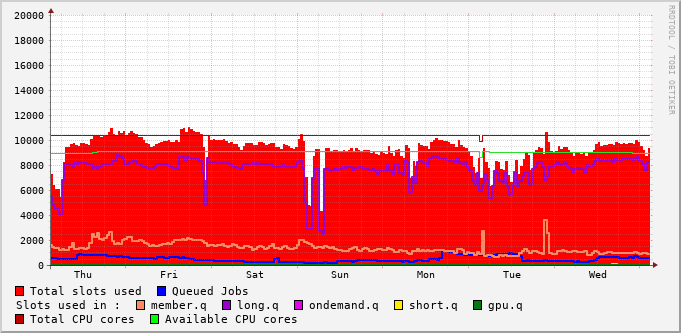 RRDTOOL / TOBI OETIKER
20000
18000
16000
14000
12000
10000
8000
6000
4000
2000
0
Thu Fri Sat Sun Mon Tue Wed
Total slots used Queued Jobs
Slots used in : member.q long.q ondemand.q short.q gpu.q
Total CPU cores Available CPU cores